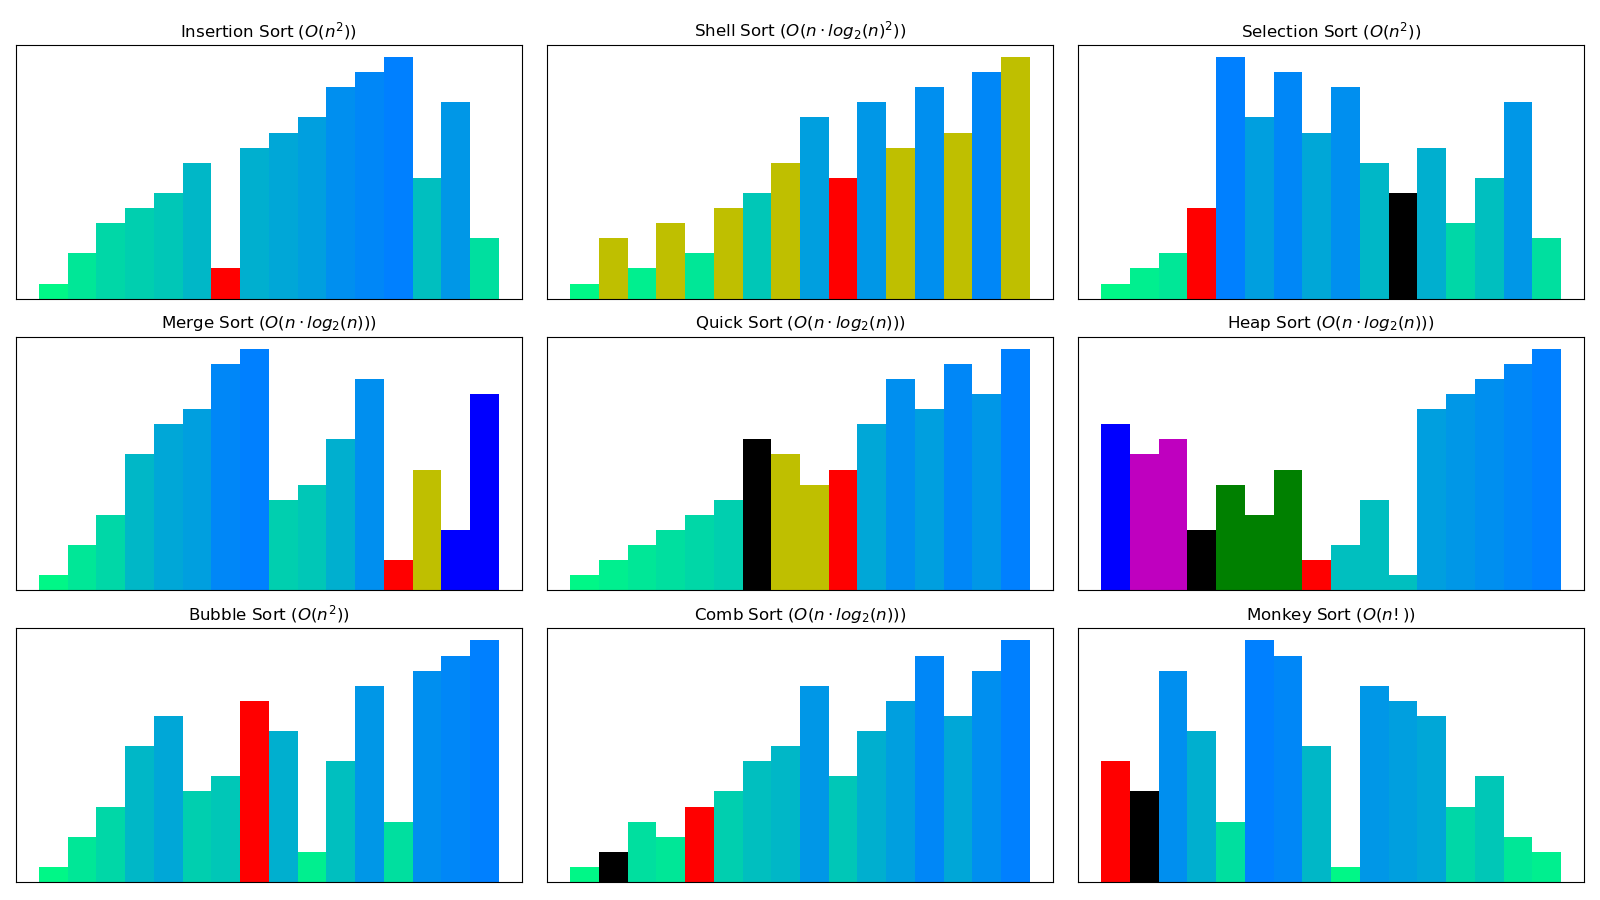 Insertion Sort (O(n²))
Shell Sort (O(n · log₂(n)²))
Selection Sort (O(n²))
Merge Sort (O(n · log₂(n)))
Quick Sort (O(n · log₂(n)))
Heap Sort (O(n · log₂(n)))
Bubble Sort (O(n²))
Comb Sort (O(n · log₂(n)))
Monkey Sort (O(n!))